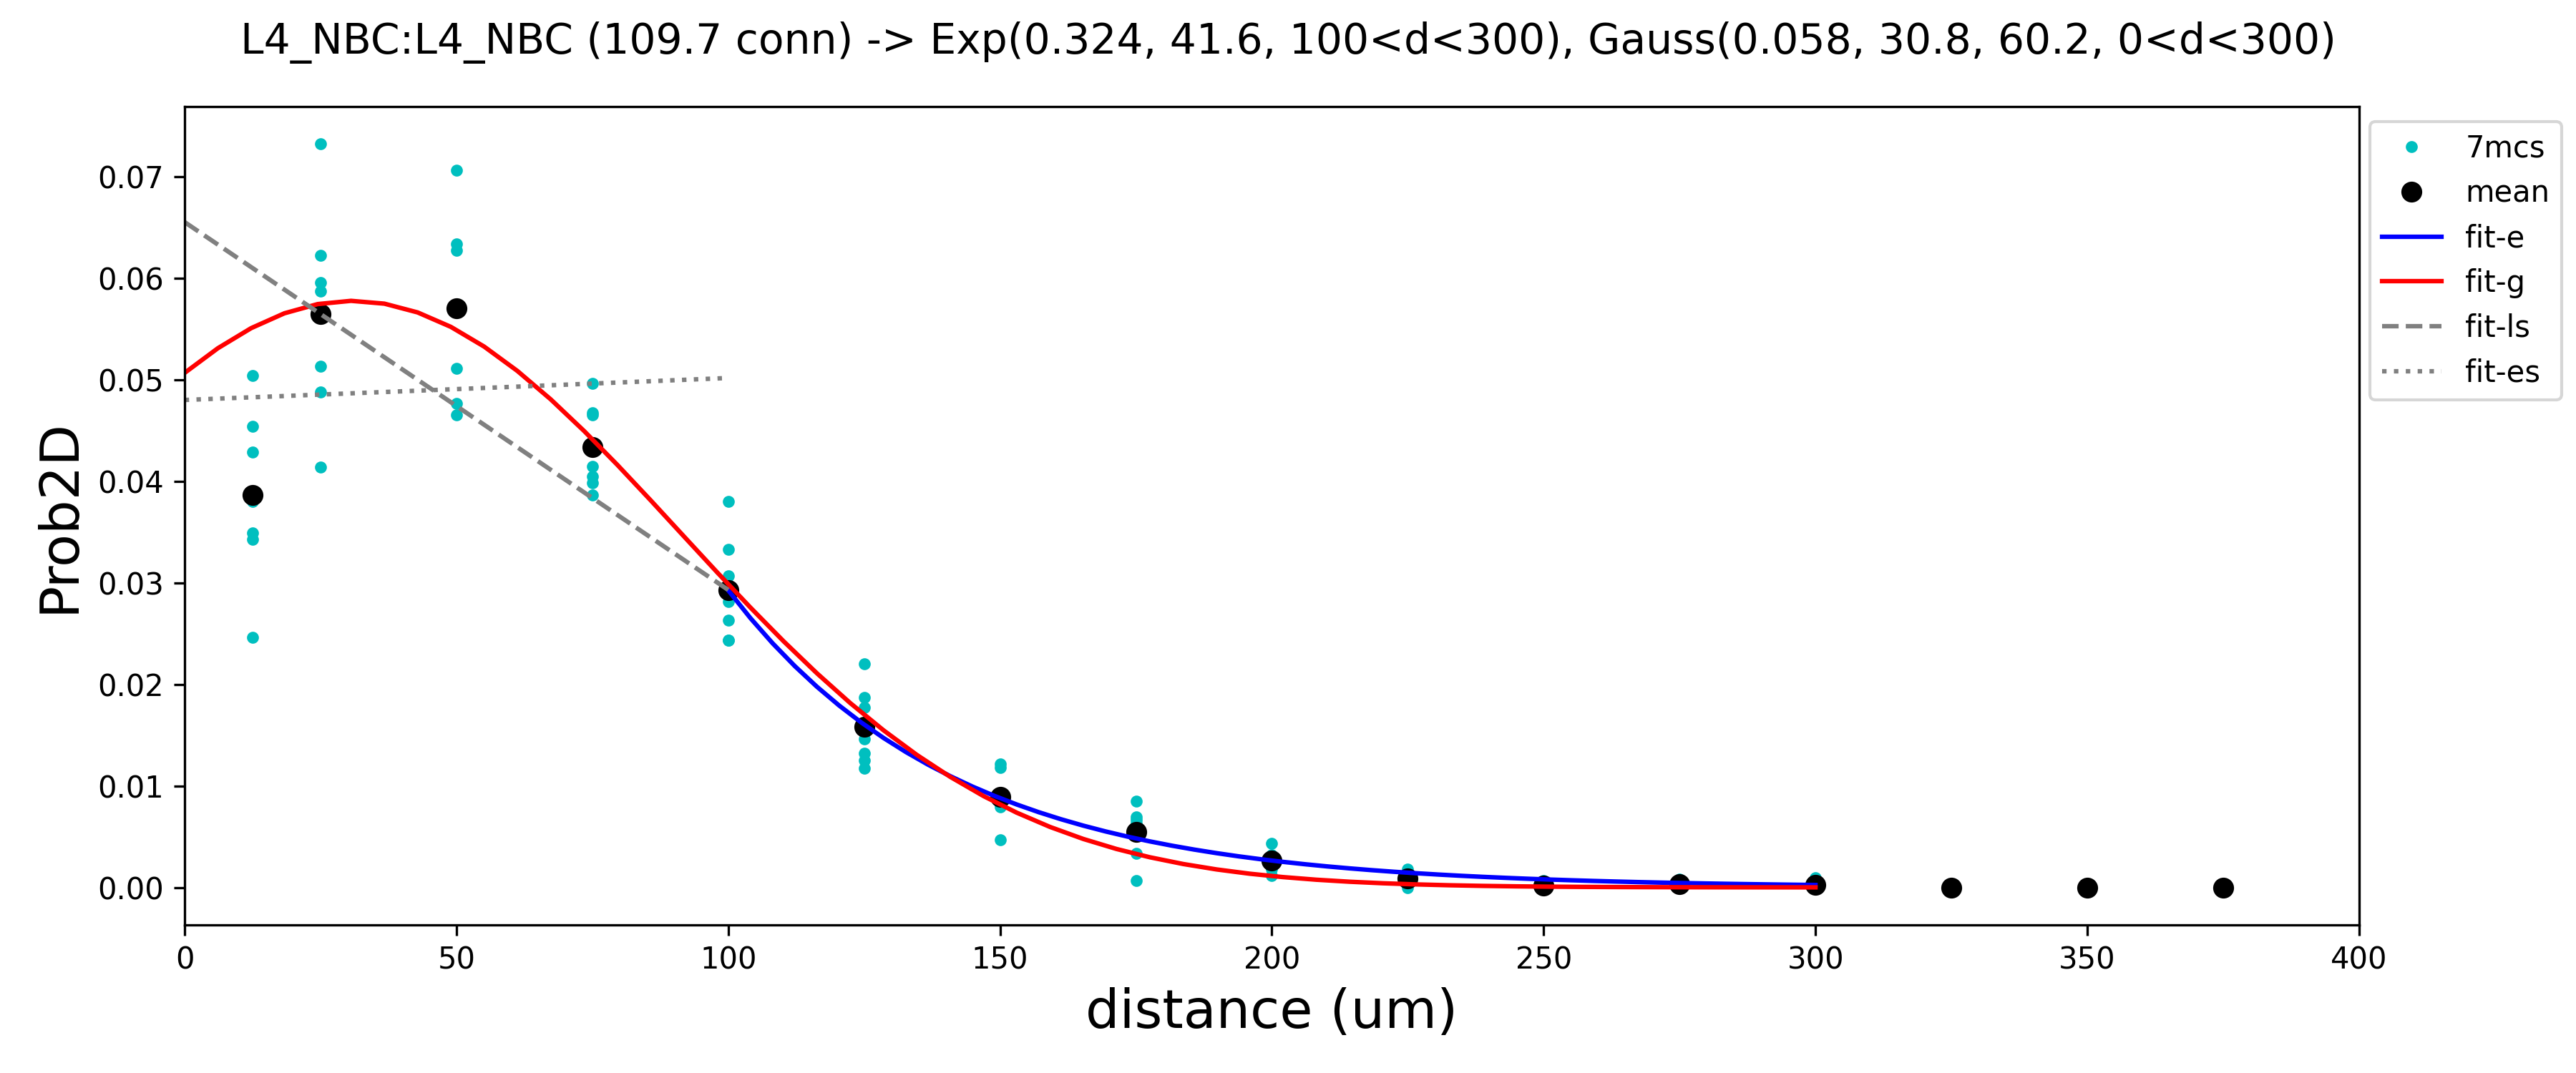 L4_NBC:L4_NBC (109.7 conn) -> Exp(0.324, 41.6, 100<d<300), Gauss(0.058, 30.8, 60.2, 0<d<300)
7mcs
mean
fit-e
fit-g
fit-ls
fit-es
Prob2D
0.07
0.06
0.05
0.04
0.03
0.02
0.01
0.00
0 50 100 150 200 250 300 350 400
distance (um)